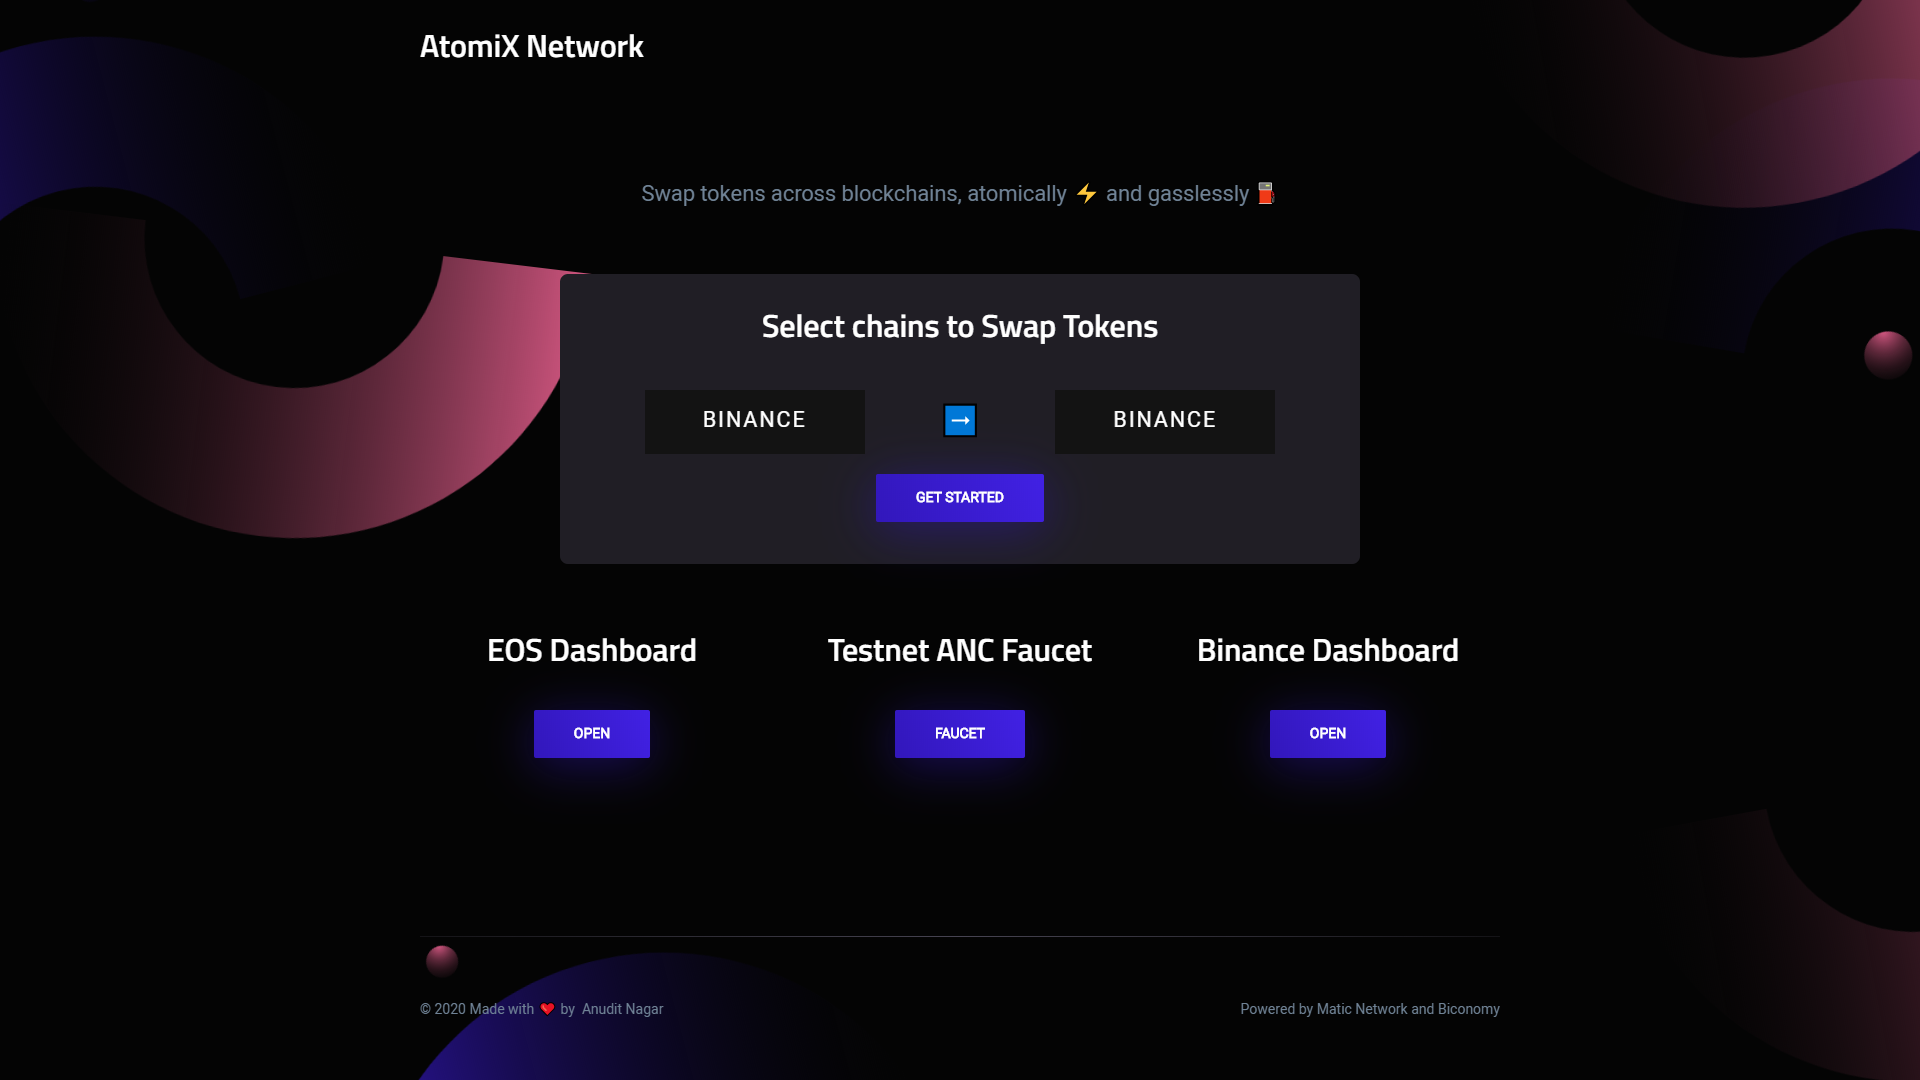 AtomiX Network
Swap tokens across blockchains, atomically ⚡ and gasslessly ⛽
Select chains to Swap Tokens
BINANCE ➡ BINANCE
GET STARTED
EOS Dashboard
Testnet ANC Faucet
Binance Dashboard
OPEN
FAUCET
OPEN
© 2020 Made with ❤ by Anudit Nagar
Powered by Matic Network and Biconomy